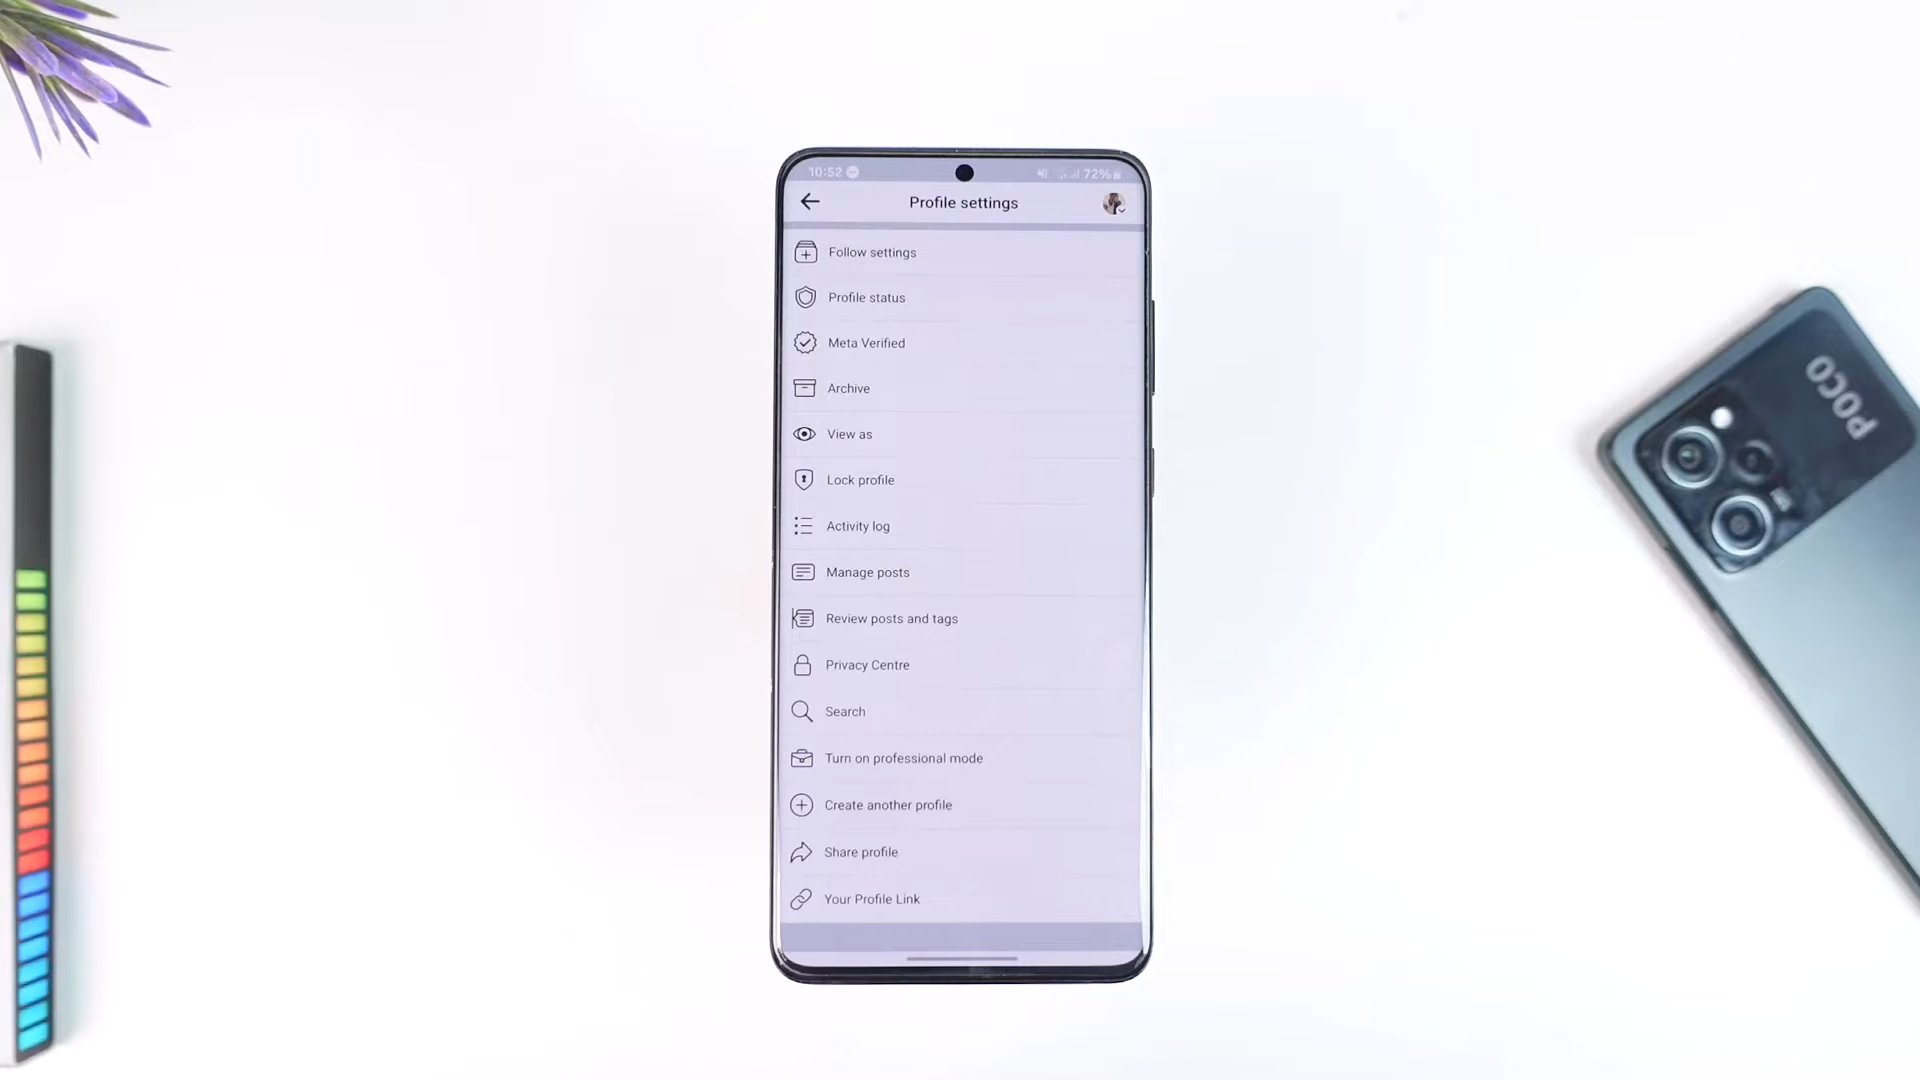 10:52
72%
Profile settings
Follow settings
Profile status
Meta Verified
Archive
View as
Lock profile
Activity log
Manage posts
Review posts and tags
Privacy Centre
Search
Turn on professional mode
Create another profile
Share profile
Your Profile Link
POCO